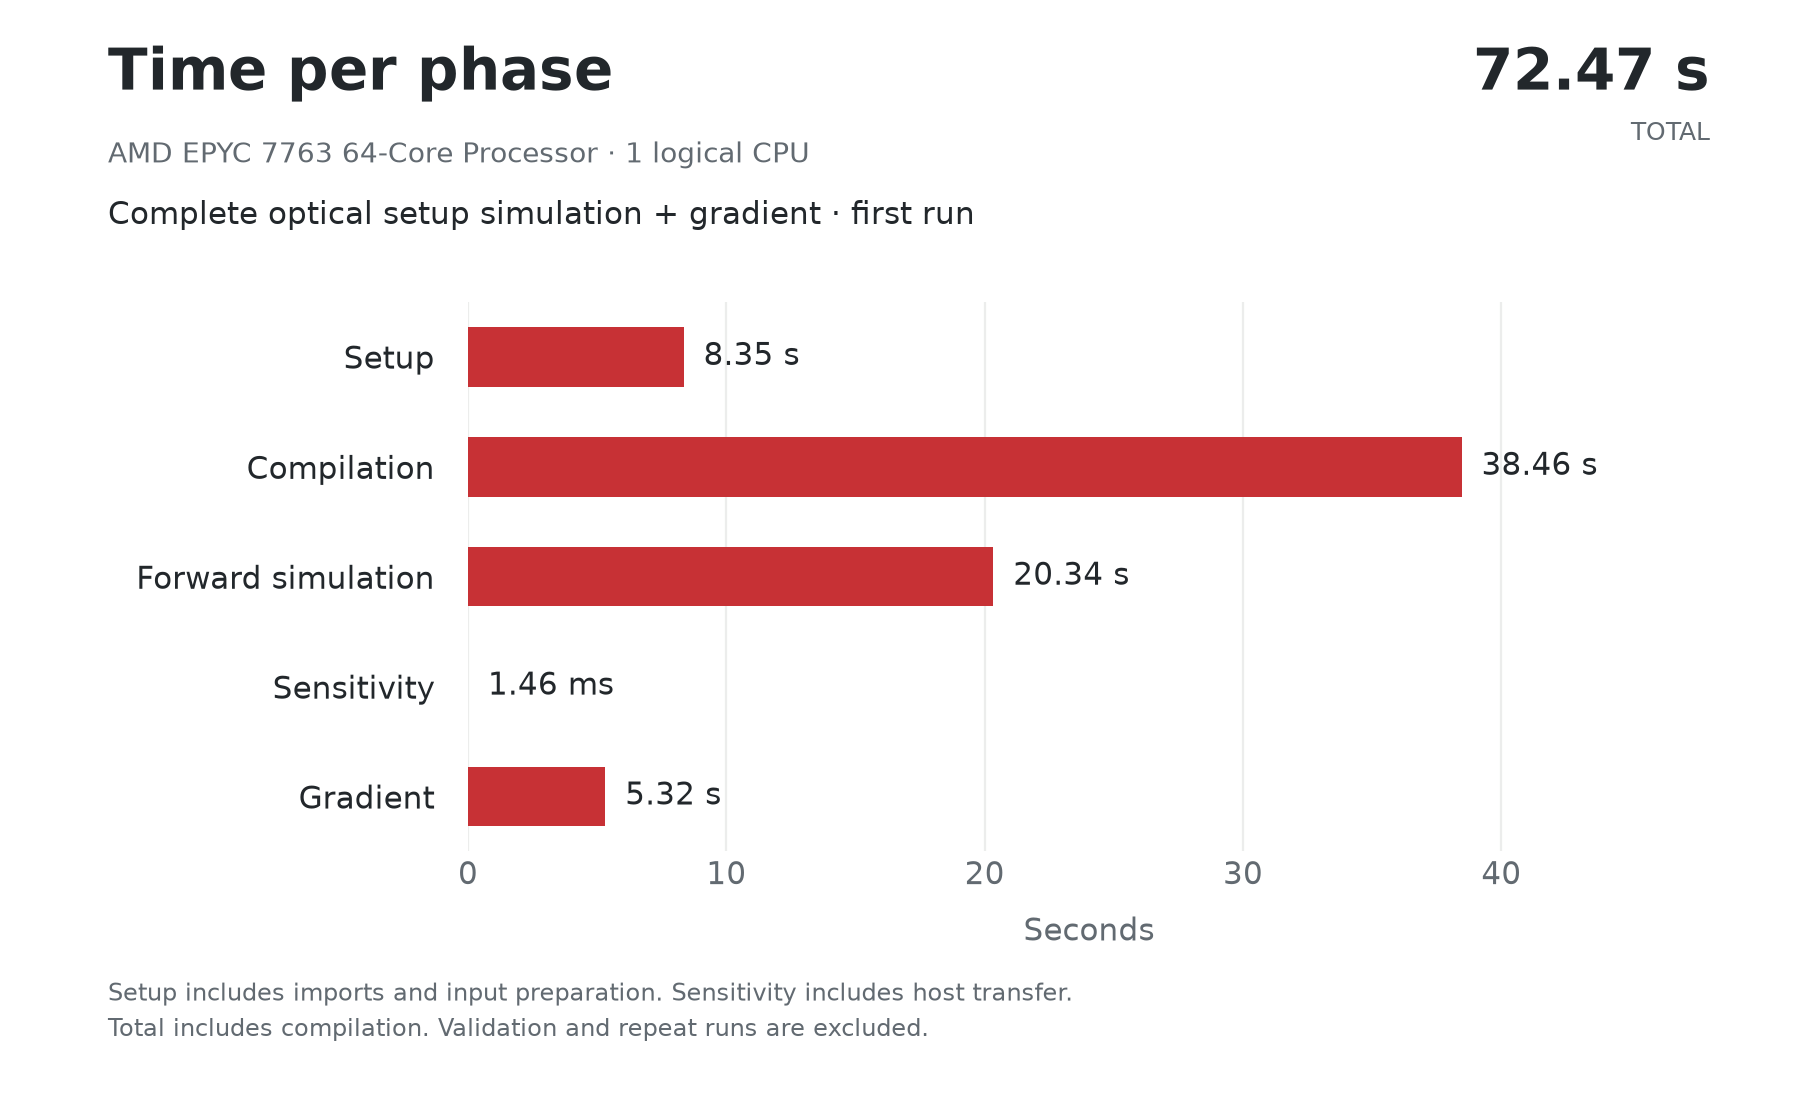 Time per phase
72.47 s
TOTAL
AMD EPYC 7763 64-Core Processor · 1 logical CPU
Complete optical setup simulation + gradient · first run
Setup 8.35 s
Compilation 38.46 s
Forward simulation 20.34 s
Sensitivity 1.46 ms
Gradient 5.32 s
0 10 20 30 40
Seconds
Setup includes imports and input preparation. Sensitivity includes host transfer.
Total includes compilation. Validation and repeat runs are excluded.